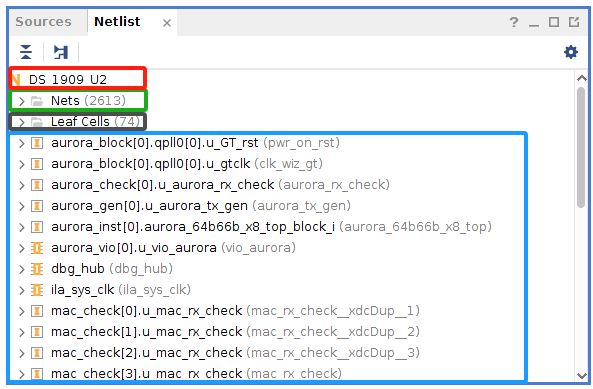 Sources Netlist × ? _
N DS_1909_U2
Nets (2613)
Leaf Cells (74)
aurora_block[0].qpll0[0].u_GT_rst (pwr_on_rst)
aurora_block[0].qpll0[0].u_gtclk (clk_wiz_gt)
aurora_check[0].u_aurora_rx_check (aurora_rx_check)
aurora_gen[0].u_aurora_tx_gen (aurora_tx_gen)
aurora_inst[0].aurora_64b66b_x8_top_block_i (aurora_64b66b_x8_top)
aurora_vio[0].u_vio_aurora (vio_aurora)
dbg_hub (dbg_hub)
ila_sys_clk (ila_sys_clk)
mac_check[0].u_mac_rx_check (mac_rx_check__xdcDup__1)
mac_check[1].u_mac_rx_check (mac_rx_check__xdcDup__2)
mac_check[2].u_mac_rx_check (mac_rx_check__xdcDup__3)
mac_check[3].u_mac_rx_check (mac_rx_check)